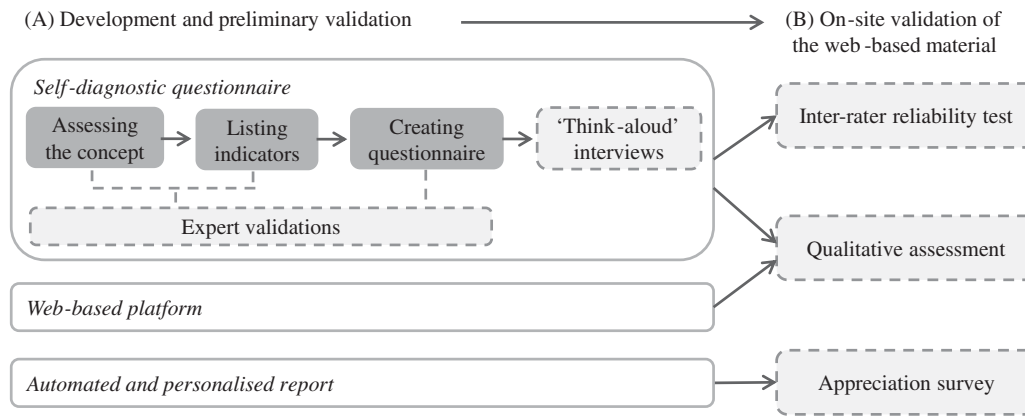 (A) Development and preliminary validation
(B) On-site validation of
the web-based material
Self-diagnostic questionnaire
Assessing
the concept
Listing
indicators
Creating
questionnaire
‘Think-aloud’
interviews
Expert validations
Inter-rater reliability test
Qualitative assessment
Web-based platform
Automated and personalised report
Appreciation survey